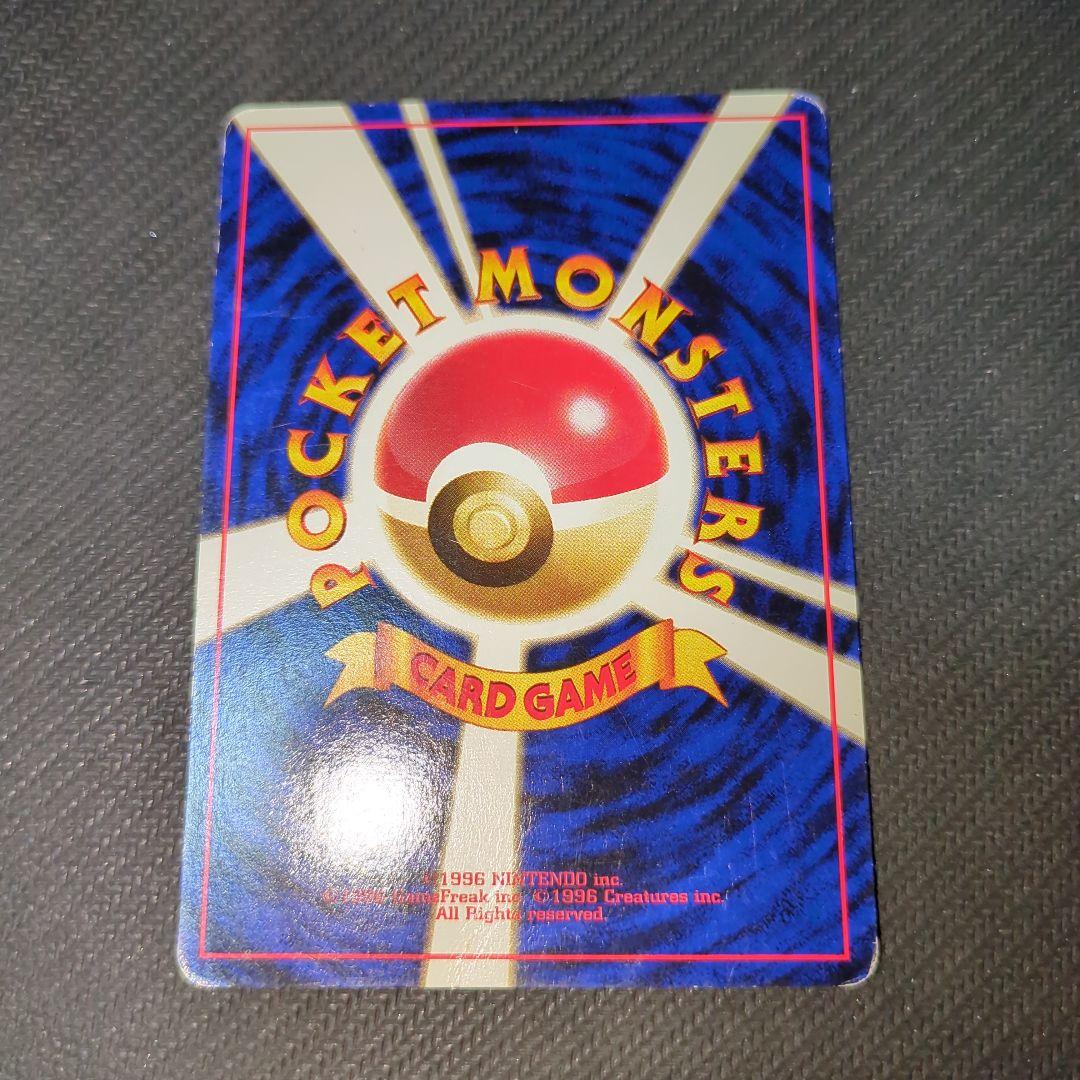 POCKET MONSTERS
CARD GAME
©1996 NINTENDO inc.
©1996 GameFreak inc. ©1996 Creatures inc.
All Rights reserved.